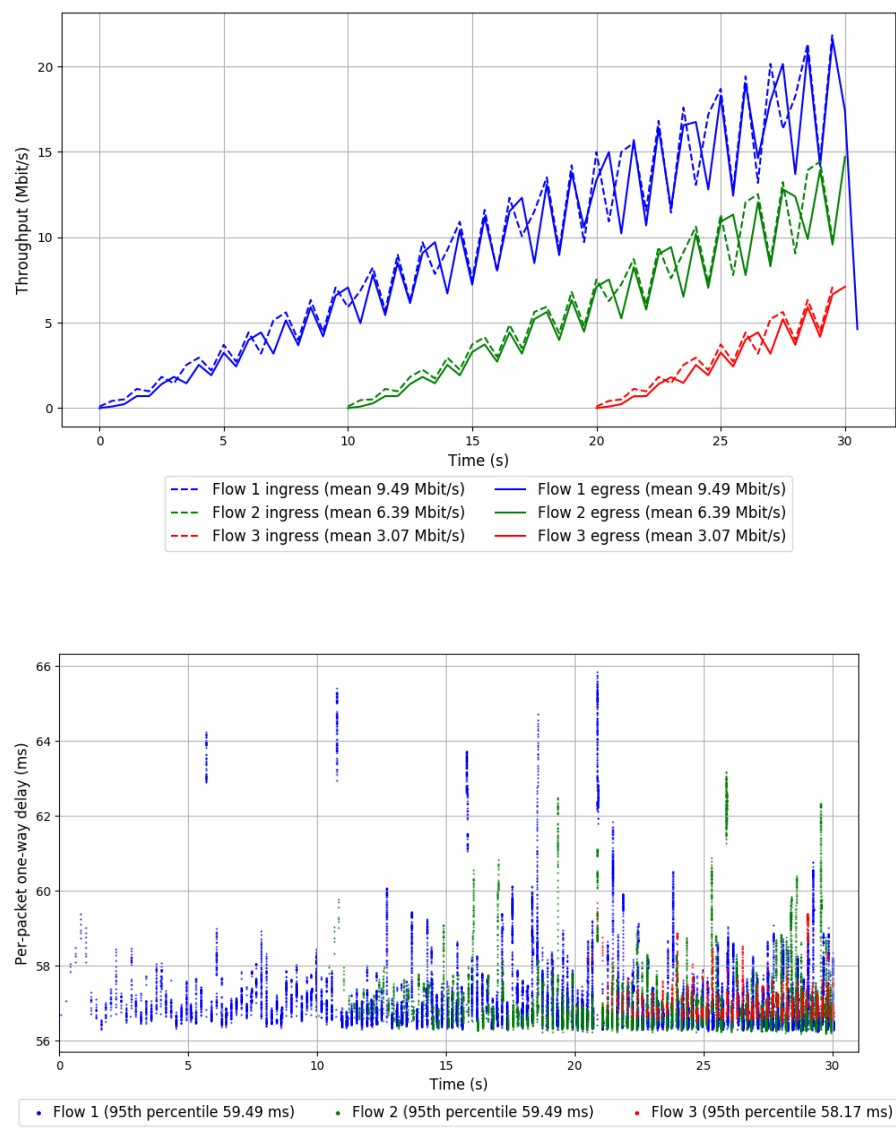 Throughput (Mbit/s)
20
15
10
5
0
0 5 10 15 20 25 30
Time (s)
Flow 1 ingress (mean 9.49 Mbit/s) Flow 1 egress (mean 9.49 Mbit/s)
Flow 2 ingress (mean 6.39 Mbit/s) Flow 2 egress (mean 6.39 Mbit/s)
Flow 3 ingress (mean 3.07 Mbit/s) Flow 3 egress (mean 3.07 Mbit/s)
Per-packet one-way delay (ms)
66
64
62
60
58
56
0 5 10 15 20 25 30
Time (s)
Flow 1 (95th percentile 59.49 ms) Flow 2 (95th percentile 59.49 ms) Flow 3 (95th percentile 58.17 ms)